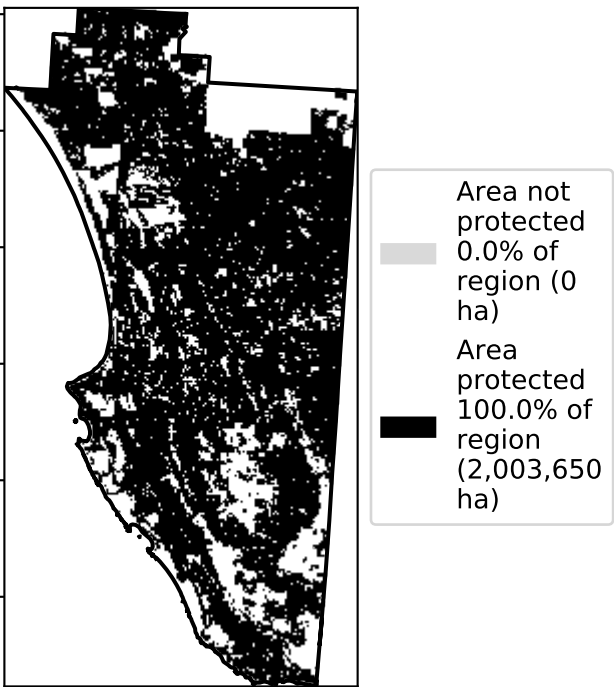 Area not
protected
0.0% of
region (0
ha)
Area
protected
100.0% of
region
(2,003,650
ha)